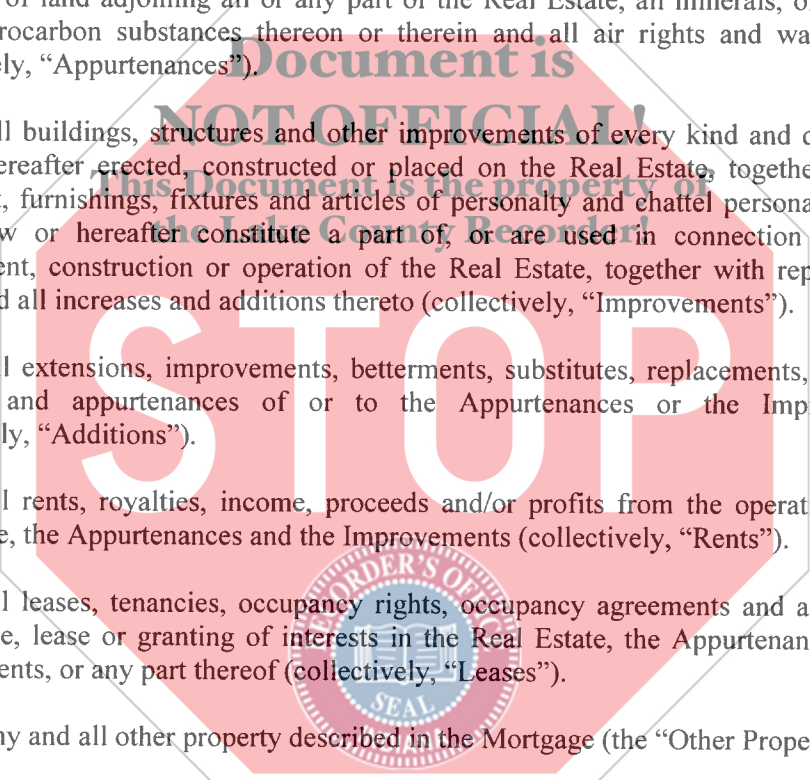 of land adjoining all or any part of the Real Estate, all minerals, o
rocarbon substances thereon or therein and all air rights and wa
ly, “Appurtenances”).
Document is
NOT OFFICIAL!
This Document is the property of
the Lake County Recorder!
ll buildings, structures and other improvements of every kind and d
ereafter erected, constructed or placed on the Real Estate, togethe
, furnishings, fixtures and articles of personalty and chattel persona
w or hereafter constitute a part of, or are used in connection
ent, construction or operation of the Real Estate, together with rep
d all increases and additions thereto (collectively, “Improvements”).
STOP
l extensions, improvements, betterments, substitutes, replacements,
and appurtenances of or to the Appurtenances or the Imp
ly, “Additions”).
l rents, royalties, income, proceeds and/or profits from the operat
e, the Appurtenances and the Improvements (collectively, “Rents”).
l leases, tenancies, occupancy rights, occupancy agreements and a
e, lease or granting of interests in the Real Estate, the Appurtenan
ents, or any part thereof (collectively, “Leases”).
RECORDER'S OFFICE
SEAL
INDIANA
ny and all other property described in the Mortgage (the “Other Prope